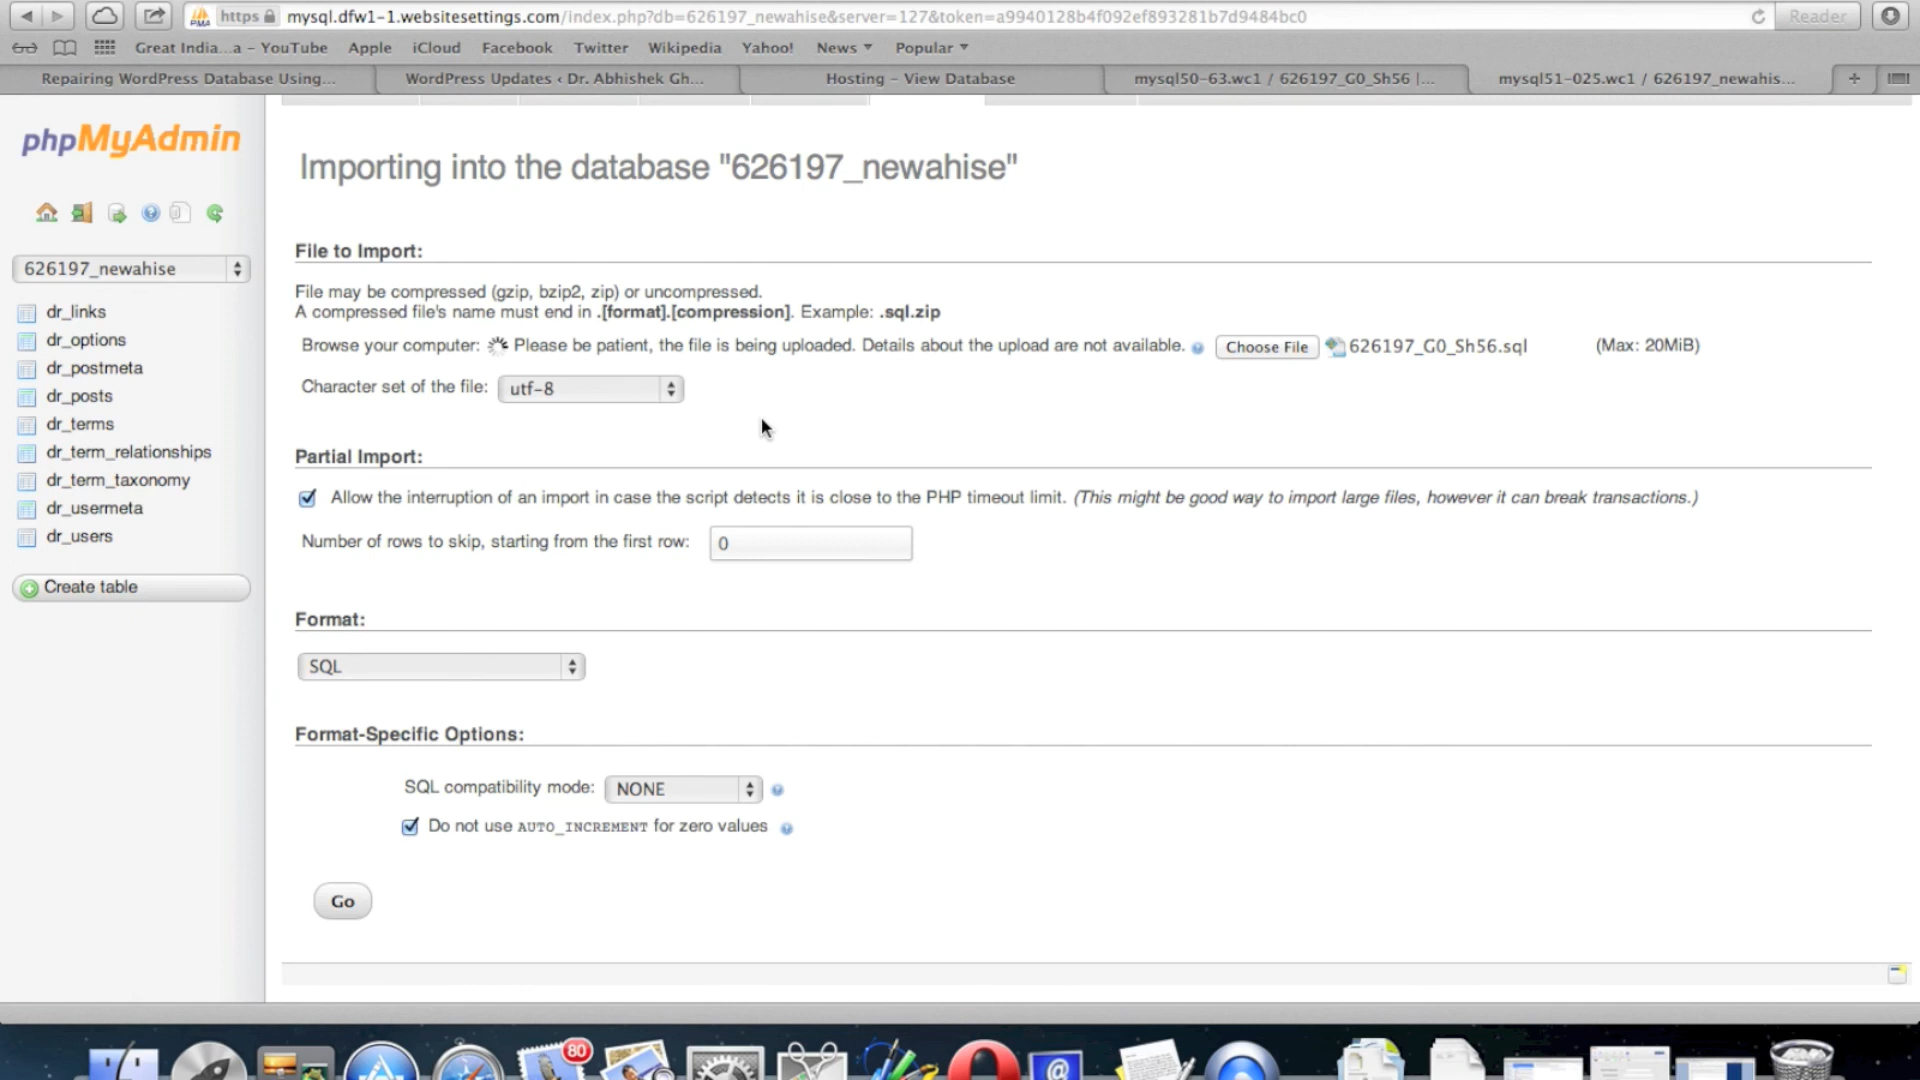 https mysql.dfw1-1.websitesettings.com/index.php?db=626197_newahise&server=127&token=a9940128b4f092ef893281b7d9484bc0
Reader
Great India...a – YouTube Apple iCloud Facebook Twitter Wikipedia Yahoo! News Popular
Repairing WordPress Database Using... WordPress Updates ‹ Dr. Abhishek Gh... Hosting – View Database mysql50-63.wc1 / 626197_G0_Sh56 |... mysql51-025.wc1 / 626197_newahis...
phpMyAdmin
626197_newahise
dr_links
dr_options
dr_postmeta
dr_posts
dr_terms
dr_term_relationships
dr_term_taxonomy
dr_usermeta
dr_users
Create table
Importing into the database "626197_newahise"
File to Import:
File may be compressed (gzip, bzip2, zip) or uncompressed.
A compressed file's name must end in .[format].[compression]. Example: .sql.zip
Browse your computer: Please be patient, the file is being uploaded. Details about the upload are not available. Choose File 626197_G0_Sh56.sql (Max: 20MiB)
Character set of the file: utf-8
Partial Import:
Allow the interruption of an import in case the script detects it is close to the PHP timeout limit. (This might be good way to import large files, however it can break transactions.)
Number of rows to skip, starting from the first row: 0
Format:
SQL
Format-Specific Options:
SQL compatibility mode: NONE
Do not use AUTO_INCREMENT for zero values
Go
80
@